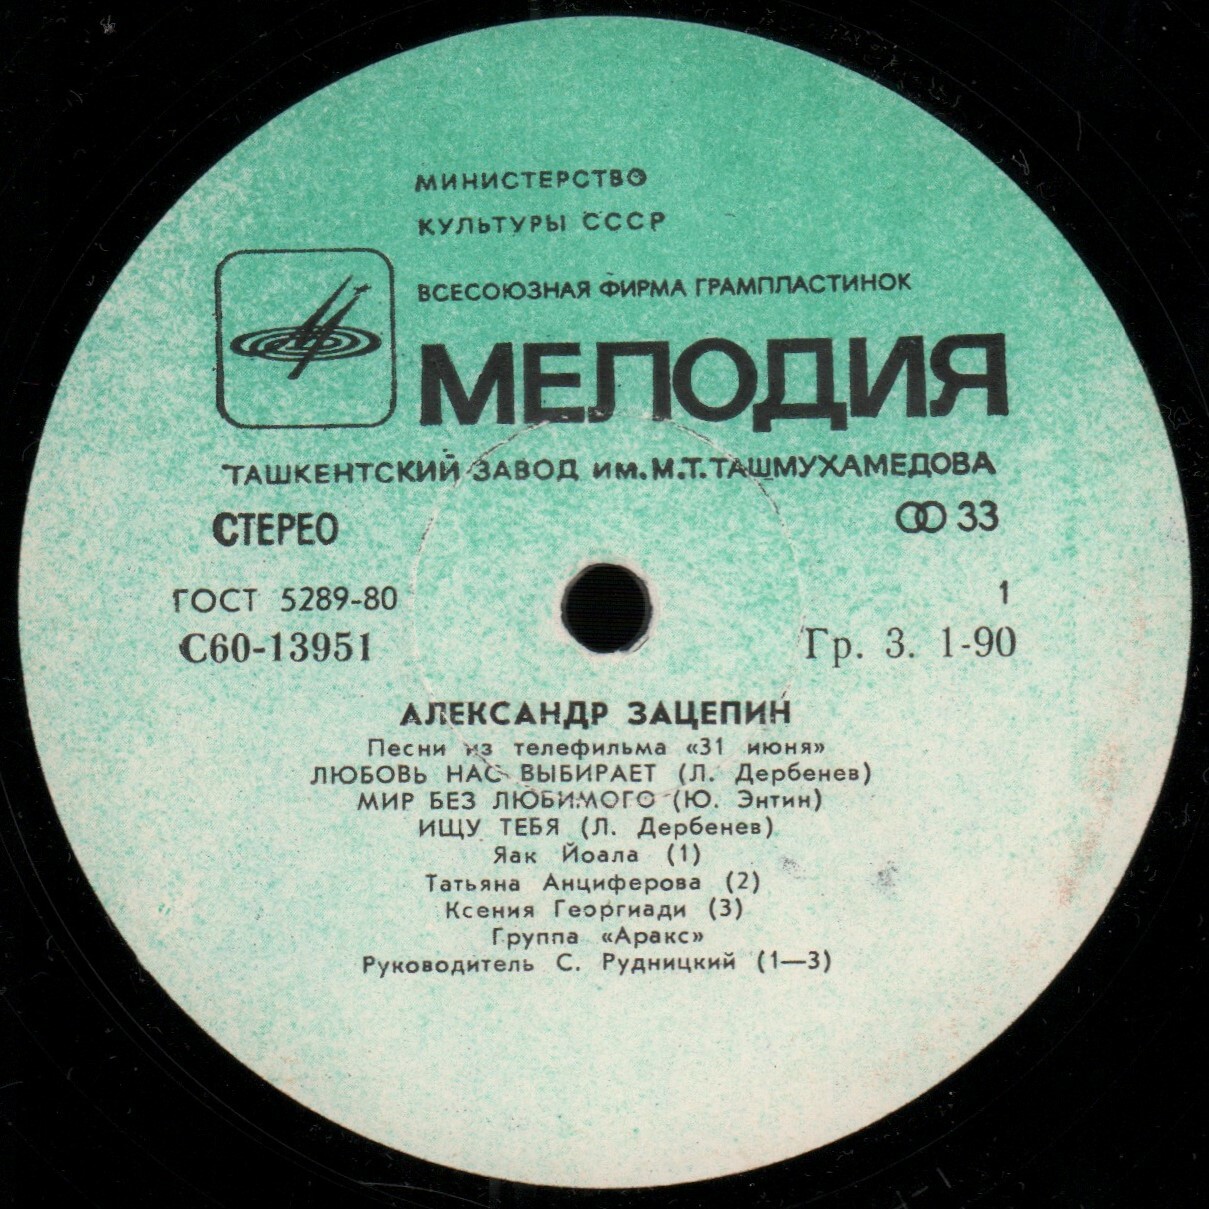 МИНИСТЕРСТВО
КУЛЬТУРЫ СССР
ВСЕСОЮЗНАЯ ФИРМА ГРАМПЛАСТИНОК
МЕЛОДИЯ
ТАШКЕНТСКИЙ ЗАВОД ИМ. М.Т. ТАШМУХАМЕДОВА
СТЕРЕО
33
ГОСТ 5289-80
1
С60-13951
Гр. 3. 1-90
АЛЕКСАНДР ЗАЦЕПИН
Песни из телефильма «31 июня»
ЛЮБОВЬ НАС ВЫБИРАЕТ (Л. Дербенев)
МИР БЕЗ ЛЮБИМОГО (Ю. Энтин)
ИЩУ ТЕБЯ (Л. Дербенев)
Яак Йоала (1)
Татьяна Анциферова (2)
Ксения Георгиади (3)
Группа «Аракс»
Руководитель С. Рудницкий (1—3)